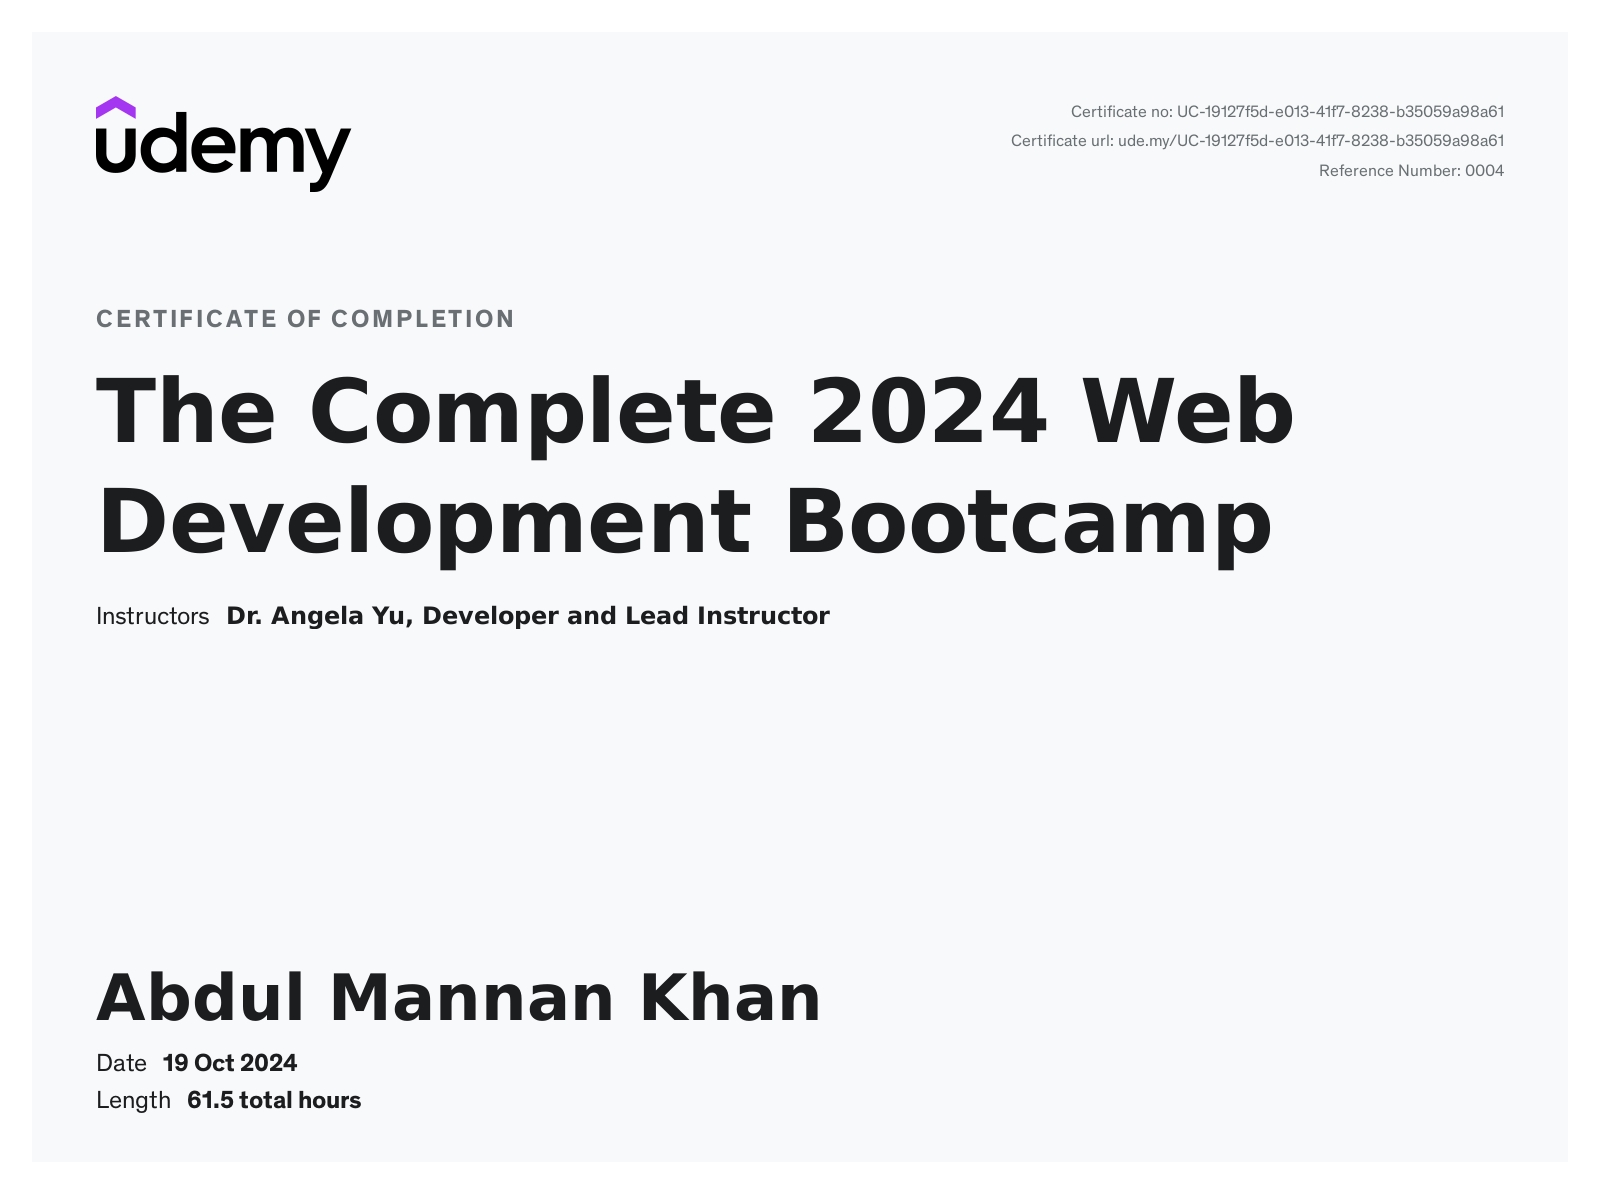 udemy
Certificate no: UC-19127f5d-e013-41f7-8238-b35059a98a61
Certificate url: ude.my/UC-19127f5d-e013-41f7-8238-b35059a98a61
Reference Number: 0004
CERTIFICATE OF COMPLETION
The Complete 2024 Web
Development Bootcamp
Instructors Dr. Angela Yu, Developer and Lead Instructor
Abdul Mannan Khan
Date 19 Oct 2024
Length 61.5 total hours